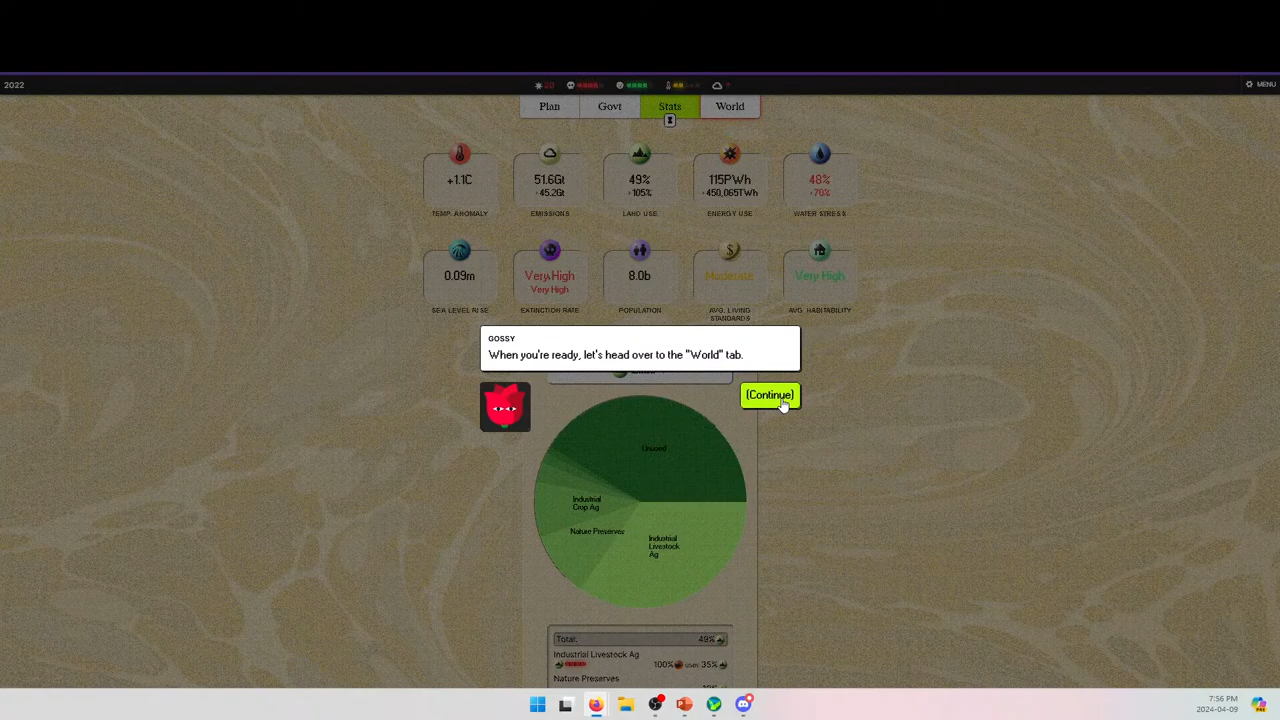 2022
MENU
Plan
Govt
Stats
World
+1.1C
51.6Gt
-45.2Gt
49%
-105%
115PWh
-450,065TWh
48%
-70%
TEMP. ANOMALY
EMISSIONS
LAND USE
ENERGY USE
WATER STRESS
0.09m
Very High
Very High
8.0b
Moderate
Very High
SEA LEVEL RISE
EXTINCTION RATE
POPULATION
AVG. LIVING
STANDARDS
AVG. HABITABILITY
GOSSY
When you're ready, let's head over to the "World" tab.
(Continue)
Unused
Industrial
Crop Ag
Nature Preserves
Industrial
Livestock
Ag
Total:
49%
Industrial Livestock Ag
100% uses 35%
Nature Preserves
7:56 PM
2024-04-09